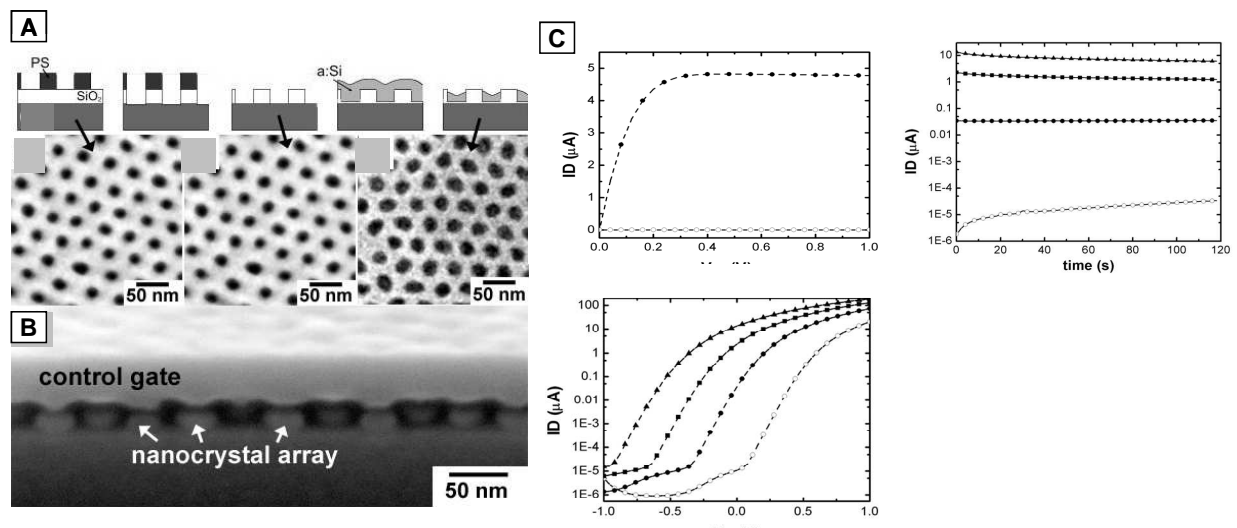 A
PS
SiO₂
a:Si
50 nm
50 nm
50 nm
B
control gate
nanocrystal array
50 nm
C
ID (µA)
5
4
3
2
1
0
0.0 0.2 0.4 0.6 0.8 1.0
ID (µA)
10
1
0.1
0.01
1E-3
1E-4
1E-5
1E-6
0 20 40 60 80 100 120
time (s)
ID (µA)
100
10
1
0.1
0.01
1E-3
1E-4
1E-5
1E-6
-1.0 -0.5 0.0 0.5 1.0